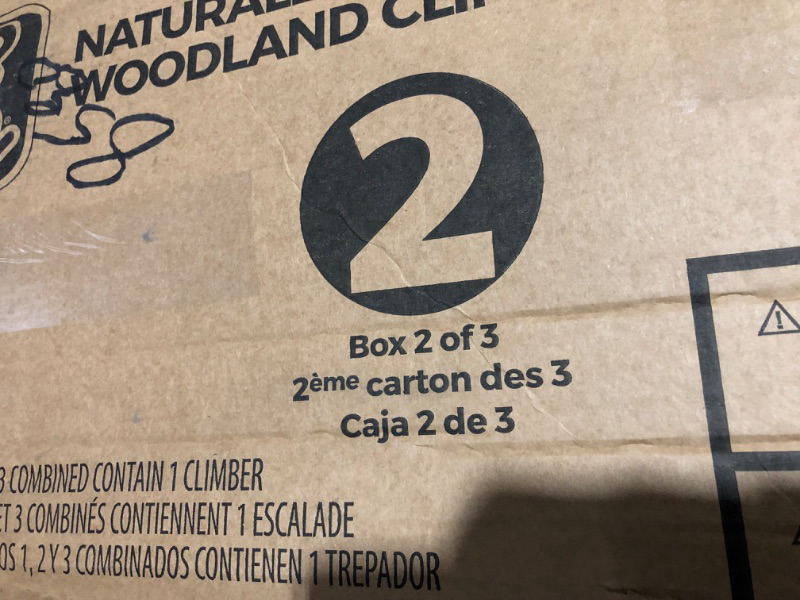 WOODLAND
2
Box 2 of 3
2ème carton des 3
Caja 2 de 3
3 COMBINED CONTAIN 1 CLIMBER
ET 3 COMBINÉS CONTIENNENT 1 ESCALADE
1, 2 Y 3 COMBINADOS CONTIENEN 1 TREPADOR